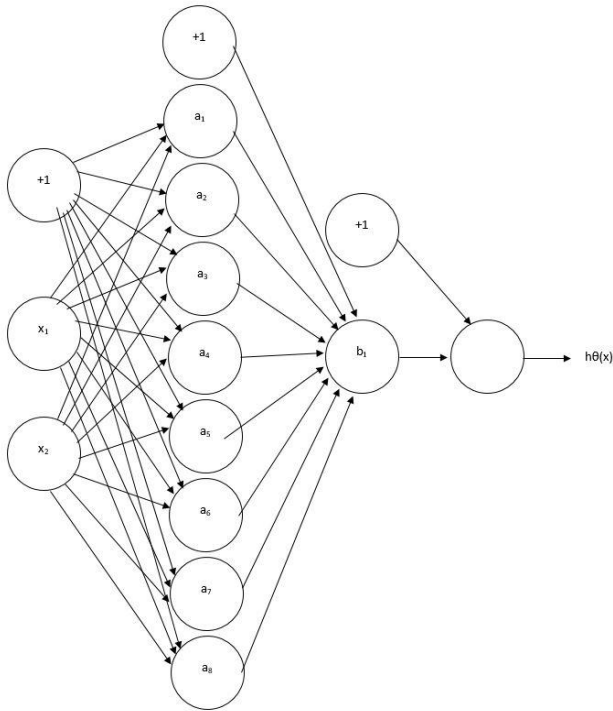 +1
a₁
+1
a₂
+1
a₃
x₁
a₄
b₁
hθ(x)
a₅
x₂
a₆
a₇
a₈